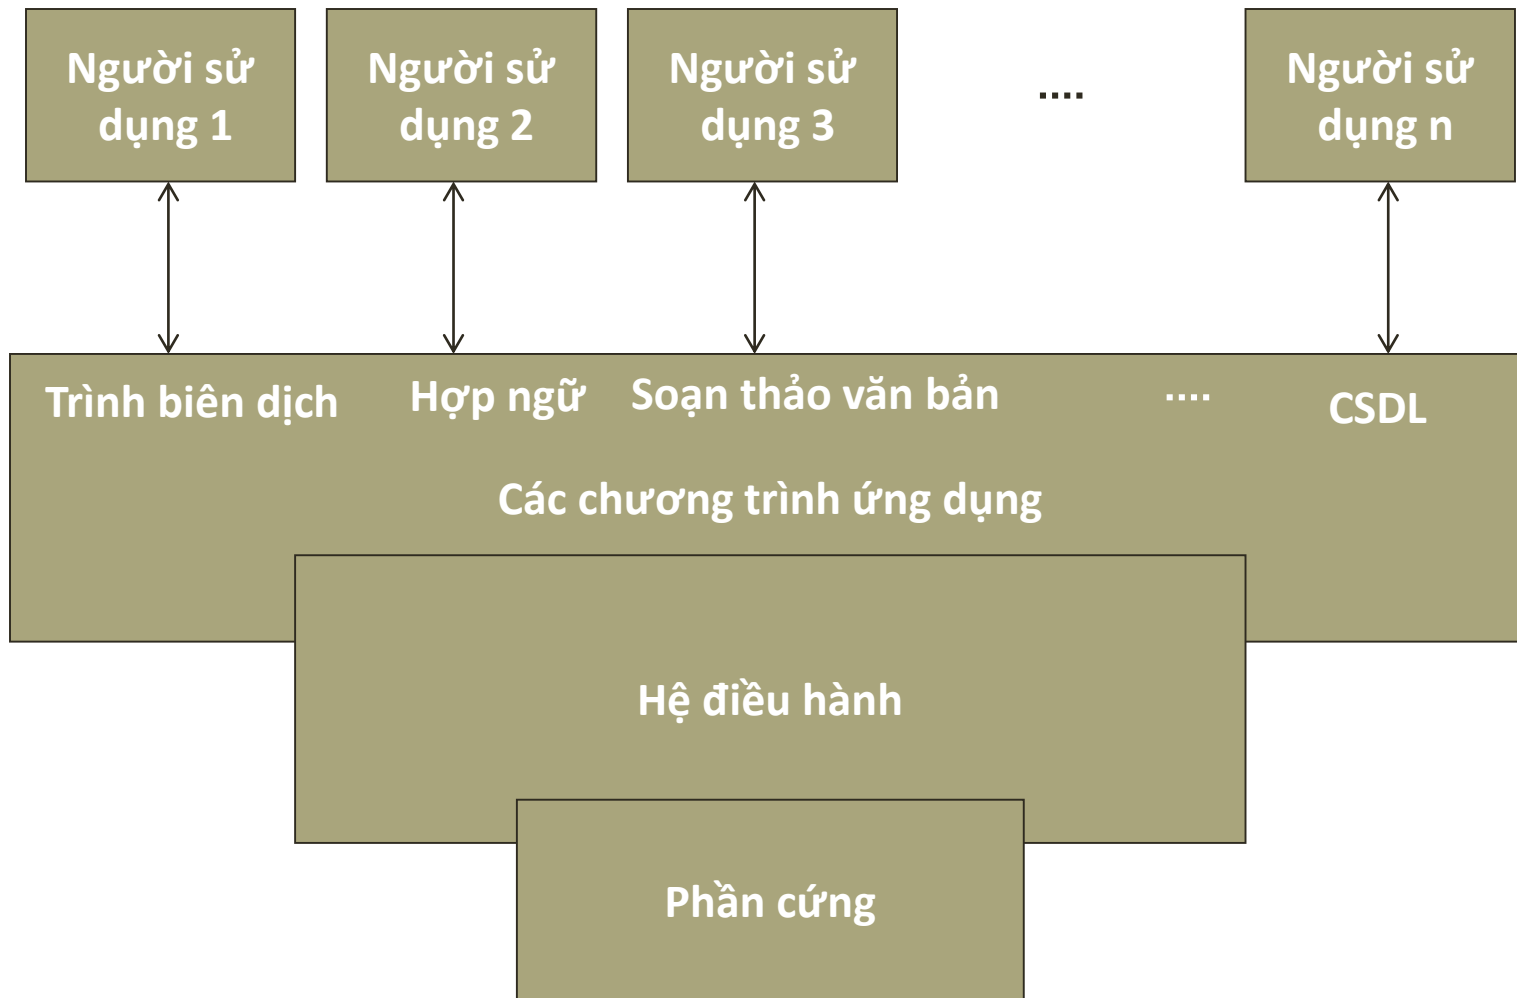 Người sử
dụng 1
Người sử
dụng 2
Người sử
dụng 3
....
Người sử
dụng n
Trình biên dịch
Hợp ngữ
Soạn thảo văn bản
....
CSDL
Các chương trình ứng dụng
Hệ điều hành
Phần cứng